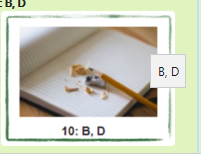 : B, D
B, D
10: B, D